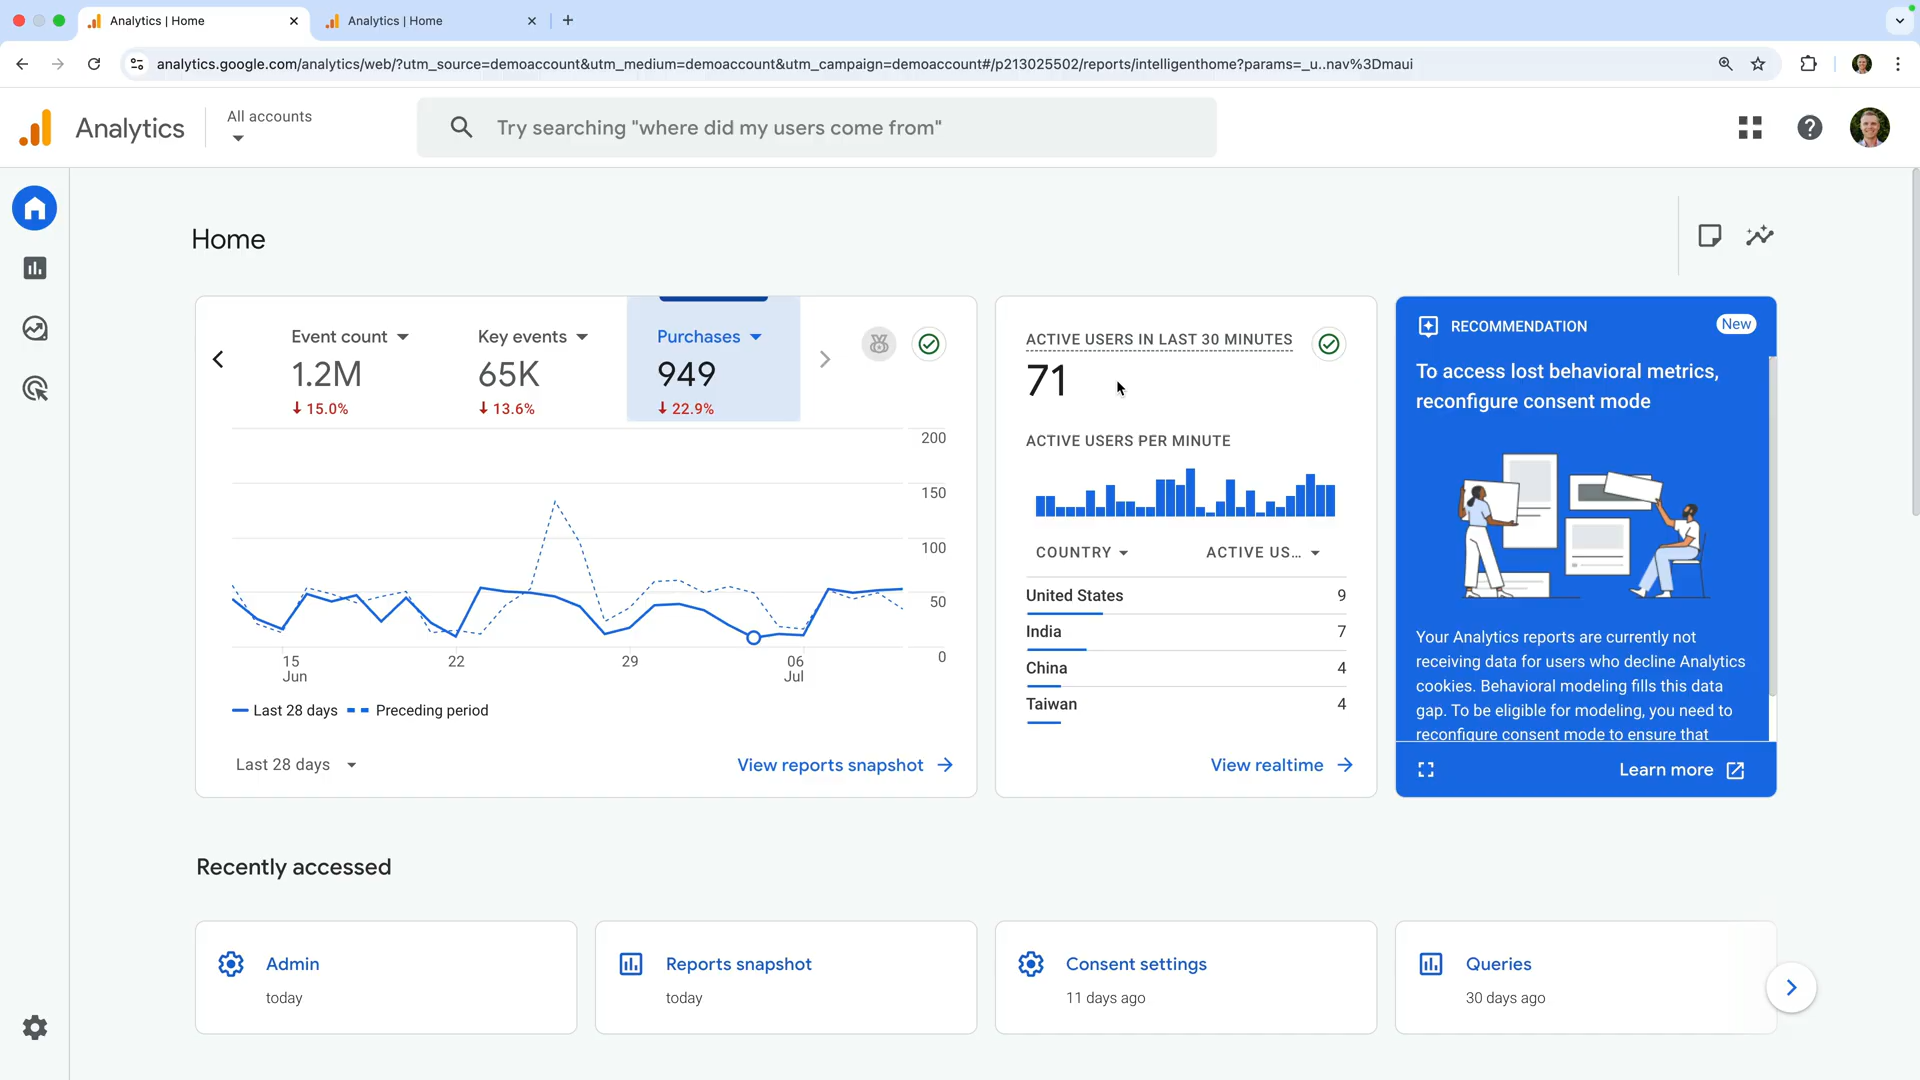 Analytics | Home
Analytics | Home
analytics.google.com/analytics/web/?utm_source=demoaccount&utm_medium=demoaccount&utm_campaign=demoaccount#/p213025502/reports/intelligenthome?params=_u..nav%3Dmaui
Analytics
All accounts
Try searching "where did my users come from"
Home
Event count
1.2M
15.0%
Key events
65K
13.6%
Purchases
949
22.9%
200
150
100
50
0
15
Jun
22
29
06
Jul
Last 28 days
Preceding period
Last 28 days
View reports snapshot
ACTIVE USERS IN LAST 30 MINUTES
71
ACTIVE USERS PER MINUTE
COUNTRY
ACTIVE US...
United States 9
India 7
China 4
Taiwan 4
View realtime
RECOMMENDATION
New
To access lost behavioral metrics,
reconfigure consent mode
Your Analytics reports are currently not
receiving data for users who decline Analytics
cookies. Behavioral modeling fills this data
gap. To be eligible for modeling, you need to
reconfigure consent mode to ensure that
Learn more
Recently accessed
Admin
today
Reports snapshot
today
Consent settings
11 days ago
Queries
30 days ago